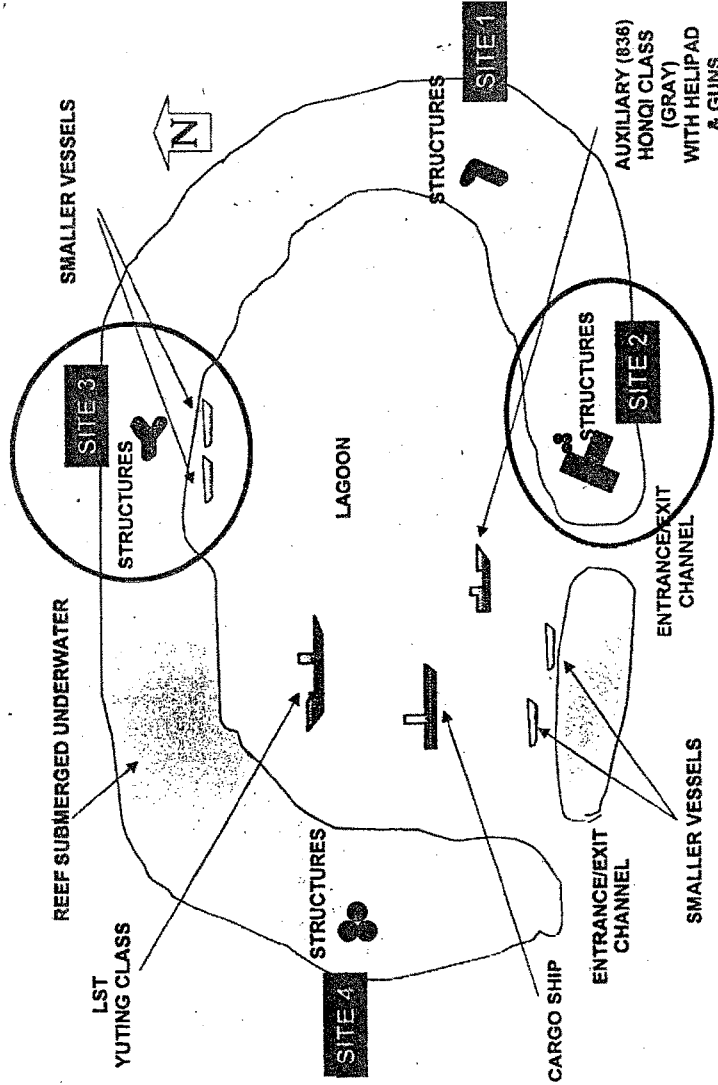 REEF SUBMERGED UNDERWATER
SMALLER VESSELS
N
LST
YUTING CLASS
SITE 3
STRUCTURES
STRUCTURES
SITE 4
LAGOON
STRUCTURES
SITE 1
CARGO SHIP
STRUCTURES
SITE 2
ENTRANCE/EXIT
CHANNEL
ENTRANCE/EXIT
CHANNEL
SMALLER VESSELS
AUXILIARY (836)
HONQI CLASS
(GRAY)
WITH HELIPAD
& GUNS